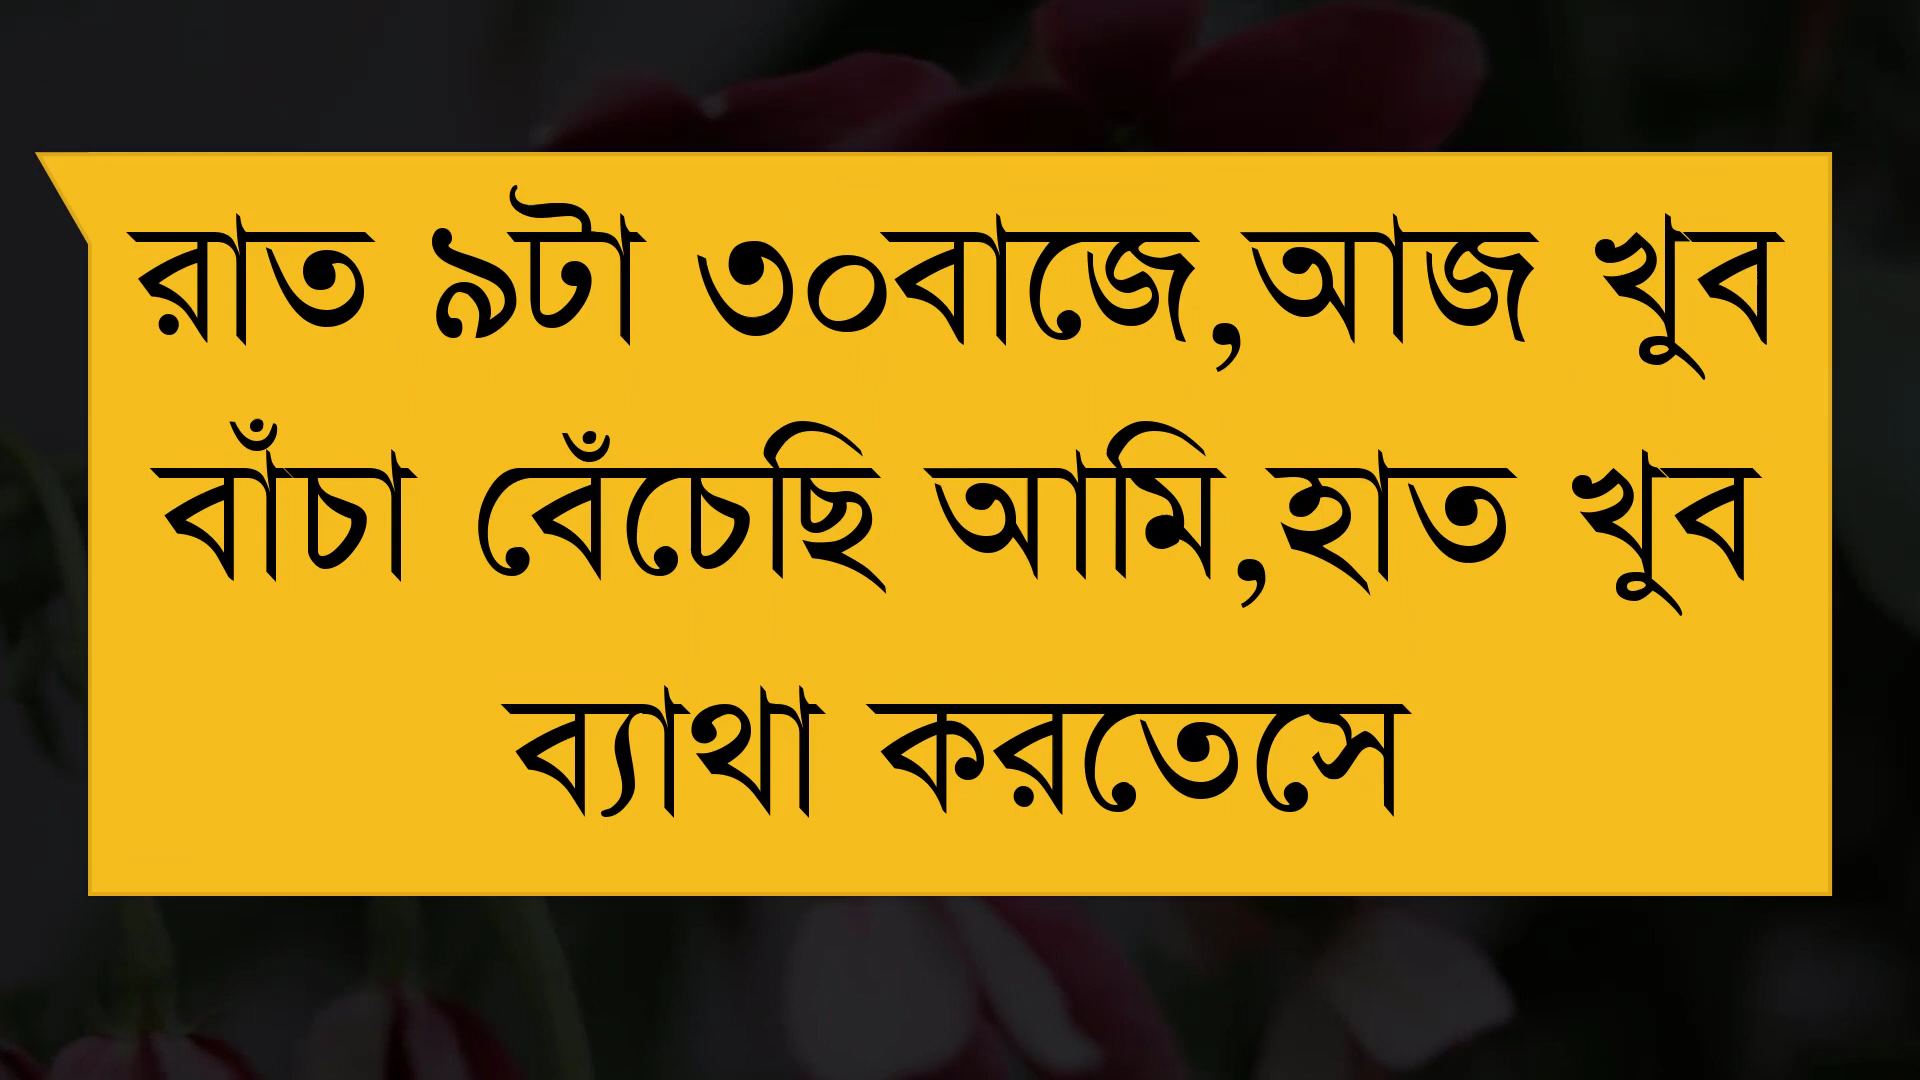 রাত ৯টা ৩০বাজে,আজ খুব
বাঁচা বেঁচেছি আমি,হাত খুব
ব্যাথা করতেসে